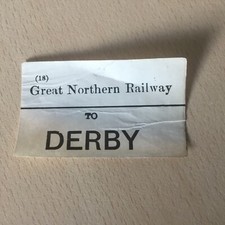 (18)
Great Northern Railway
TO
DERBY